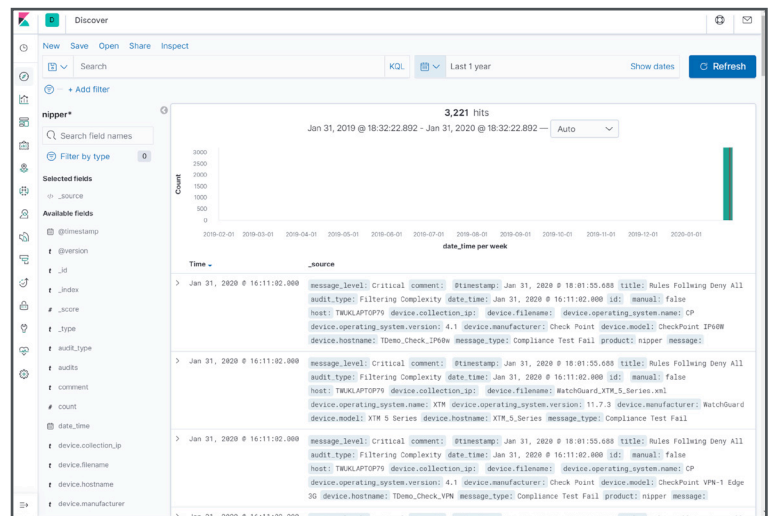 D Discover
New Save Open Share Inspect
Search KQL Last 1 year Show dates Refresh
+ Add filter
nipper*
Search field names
Filter by type 0
Selected fields
_source
Available fields
@timestamp
t @version
t _id
t _index
# _score
t _type
t audit_type
t audits
t comment
# count
date_time
t device.collection_ip
t device.filename
t device.hostname
t device.manufacturer
3,221 hits
Jan 31, 2019 @ 18:32:22.892 - Jan 31, 2020 @ 18:32:22.892 — Auto
Count
3000
2500
2000
1500
1000
500
0
2019-02-01 2019-03-01 2019-04-01 2019-05-01 2019-06-01 2019-07-01 2019-08-01 2019-09-01 2019-10-01 2019-11-01 2019-12-01 2020-01-01
date_time per week
Time _source
Jan 31, 2020 @ 16:11:02.000
message_level: Critical comment: @timestamp: Jan 31, 2020 @ 18:01:55.688 title: Rules Follwing Deny All
audit_type: Filtering Complexity date_time: Jan 31, 2020 @ 16:11:02.000 id: manual: false
host: TWUKLAPTOP79 device.collection_ip: device.filename: device.operating_system.name: CP
device.operating_system.version: 4.1 device.manufacturer: Check Point device.model: CheckPoint IP60W
device.hostname: TDemo_Check_IP60w message_type: Compliance Test Fail product: nipper message:
Jan 31, 2020 @ 16:11:02.000
message_level: Critical comment: @timestamp: Jan 31, 2020 @ 18:01:55.688 title: Rules Follwing Deny All
audit_type: Filtering Complexity date_time: Jan 31, 2020 @ 16:11:02.000 id: manual: false
host: TWUKLAPTOP79 device.collection_ip: device.filename: WatchGuard_XTM_5_Series.xml
device.operating_system.name: XTM device.operating_system.version: 11.7.3 device.manufacturer: WatchGuard
device.model: XTM 5 Series device.hostname: XTM_5_Series message_type: Compliance Test Fail
Jan 31, 2020 @ 16:11:02.000
message_level: Critical comment: @timestamp: Jan 31, 2020 @ 18:01:55.688 title: Rules Follwing Deny All
audit_type: Filtering Complexity date_time: Jan 31, 2020 @ 16:11:02.000 id: manual: false
host: TWUKLAPTOP79 device.collection_ip: device.filename: device.operating_system.name: CP
device.operating_system.version: 4.1 device.manufacturer: Check Point device.model: CheckPoint VPN-1 Edge
3G device.hostname: TDemo_Check_VPN message_type: Compliance Test Fail product: nipper message: